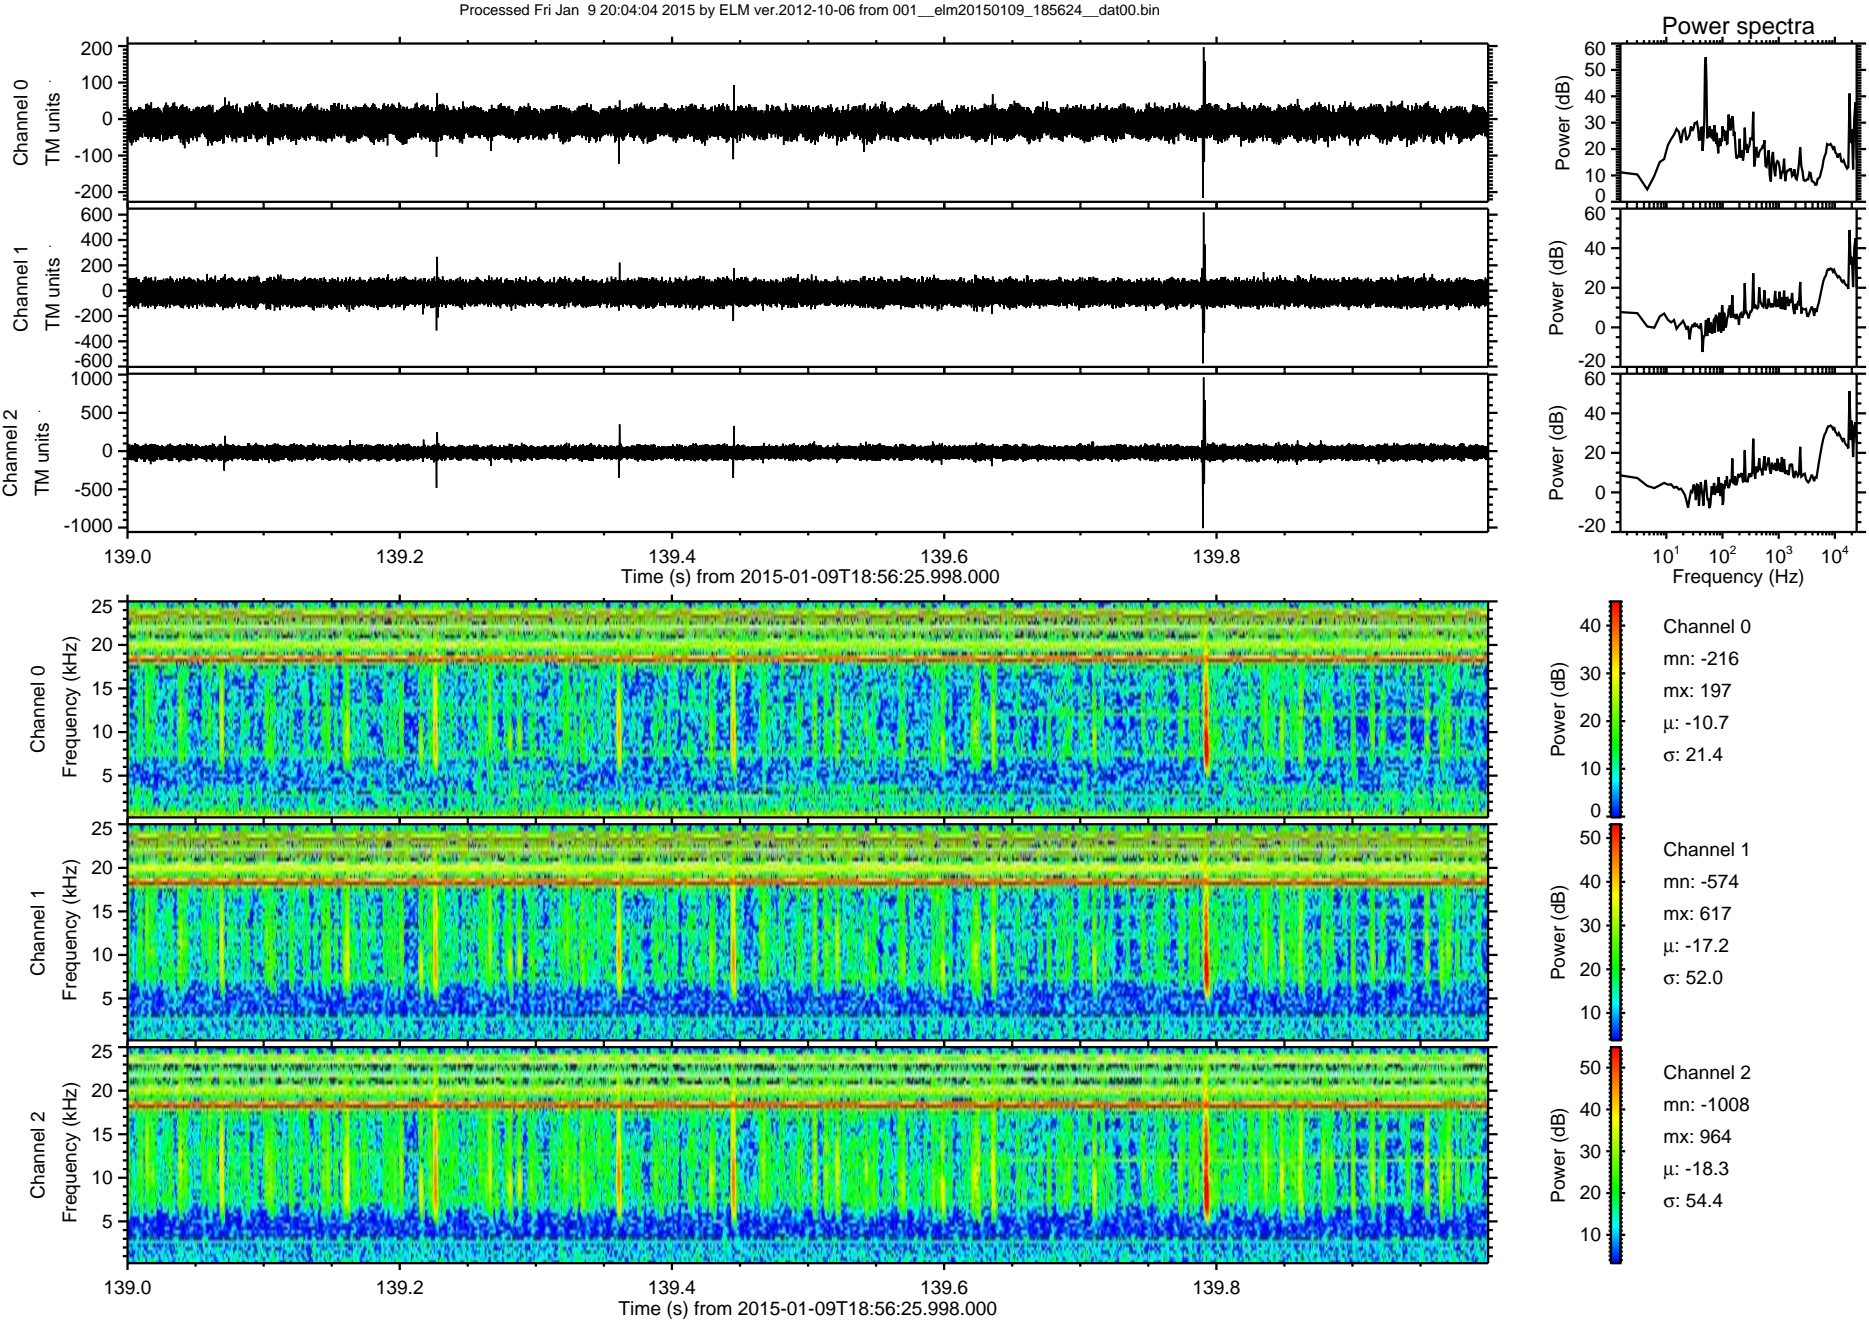 Processed Fri Jan  9 20:04:04 2015 by ELM ver.2012-10-06 from 001__elm20150109_185624__dat00.bin
Power spectra
Channel 0
TM units
200
100
0
-100
-200
Power (dB)
60
50
40
30
20
10
0
Channel 1
TM units
600
400
200
0
-200
-400
-600
Power (dB)
60
40
20
0
-20
Channel 2
TM units
1000
500
0
-500
-1000
Power (dB)
60
40
20
0
-20
139.0 139.2 139.4 139.6 139.8
Time (s) from 2015-01-09T18:56:25.998.000
10^1 10^2 10^3 10^4
Frequency (Hz)
Channel 0
Frequency (kHz)
25
20
15
10
5
Power (dB)
40
30
20
10
0
Channel 0
mn: -216
mx: 197
μ: -10.7
σ: 21.4
Channel 1
Frequency (kHz)
25
20
15
10
5
Power (dB)
50
40
30
20
10
Channel 1
mn: -574
mx: 617
μ: -17.2
σ: 52.0
Channel 2
Frequency (kHz)
25
20
15
10
5
Power (dB)
50
40
30
20
10
Channel 2
mn: -1008
mx: 964
μ: -18.3
σ: 54.4
139.0 139.2 139.4 139.6 139.8
Time (s) from 2015-01-09T18:56:25.998.000